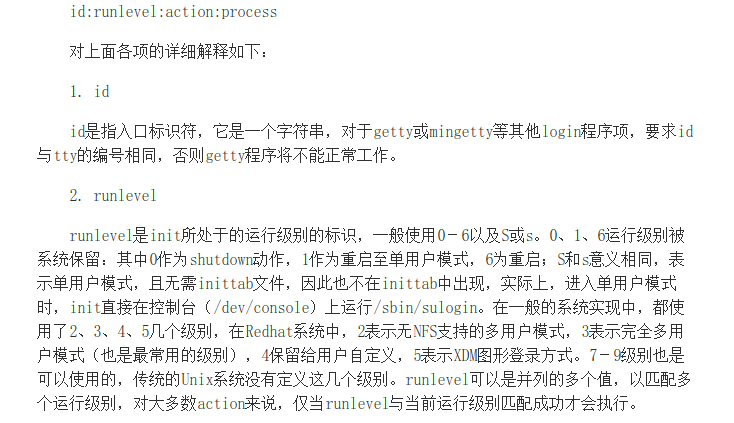 id:runlevel:action:process
对上面各项的详细解释如下：
1. id
id是指入口标识符，它是一个字符串，对于getty或mingetty等其他login程序项，要求id
与tty的编号相同，否则getty程序将不能正常工作。
2. runlevel
runlevel是init所处于的运行级别的标识，一般使用0－6以及S或s。0、1、6运行级别被
系统保留：其中0作为shutdown动作，1作为重启至单用户模式，6为重启；S和s意义相同，表
示单用户模式，且无需inittab文件，因此也不在inittab中出现，实际上，进入单用户模式
时，init直接在控制台（/dev/console）上运行/sbin/sulogin。在一般的系统实现中，都使
用了2、3、4、5几个级别，在Redhat系统中，2表示无NFS支持的多用户模式，3表示完全多用
户模式（也是最常用的级别），4保留给用户自定义，5表示XDM图形登录方式。7－9级别也是
可以使用的，传统的Unix系统没有定义这几个级别。runlevel可以是并列的多个值，以匹配多
个运行级别，对大多数action来说，仅当runlevel与当前运行级别匹配成功才会执行。